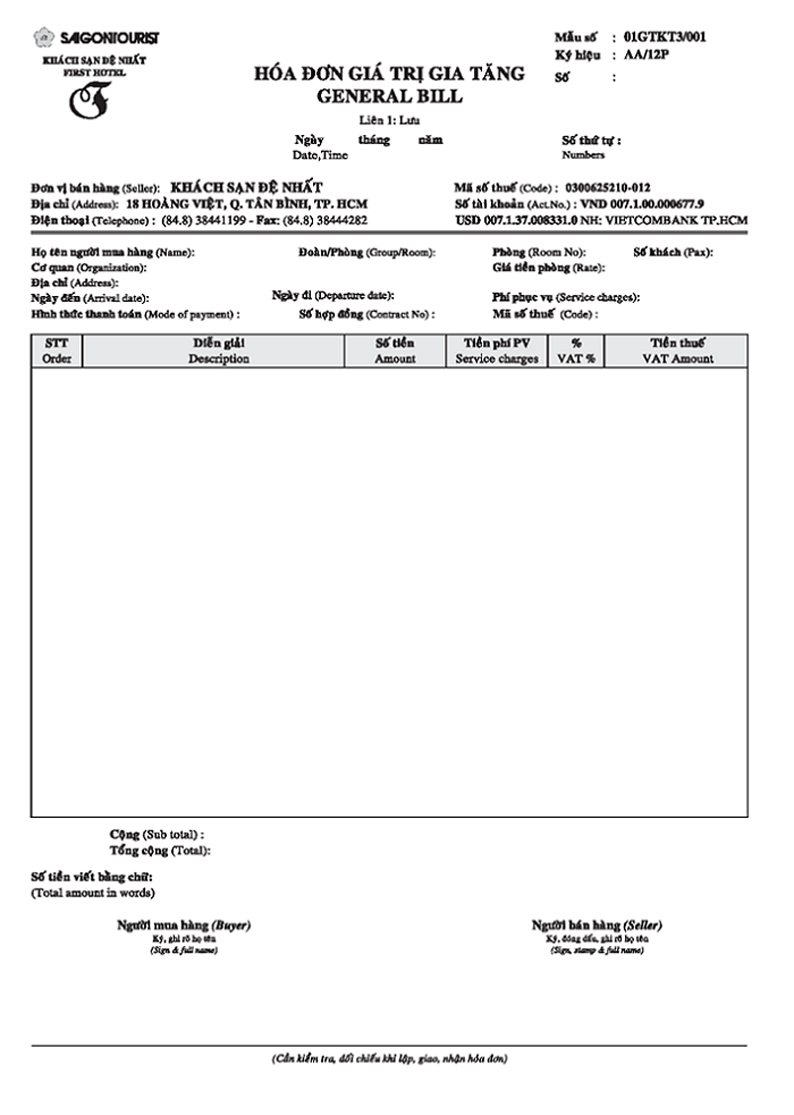 SAIGONTOURIST
KHÁCH SẠN ĐỆ NHẤT
FIRST HOTEL
HÓA ĐƠN GIÁ TRỊ GIA TĂNG
GENERAL BILL
Liên 1: Lưu
Mẫu số : 01GTKT3/001
Ký hiệu : AA/12P
Số :
Ngày tháng năm
Date,Time
Số thứ tự :
Numbers
Đơn vị bán hàng (Seller): KHÁCH SẠN ĐỆ NHẤT
Mã số thuế (Code) : 0300625210-012
Địa chỉ (Address): 18 HOÀNG VIỆT, Q. TÂN BÌNH, TP. HCM
Số tài khoản (Act.No.) : VND 007.1.00.000677.9
Điện thoại (Telephone) : (84.8) 38441199 - Fax: (84.8) 38444282
USD 007.1.37.008331.0 NH: VIETCOMBANK TP.HCM
Họ tên người mua hàng (Name): Đoàn/Phòng (Group/Room): Phòng (Room No): Số khách (Pax):
Cơ quan (Organization): Giá tiền phòng (Rate):
Địa chỉ (Address):
Ngày đến (Arrival date): Ngày đi (Departure date): Phí phục vụ (Service charges):
Hình thức thanh toán (Mode of payment) : Số hợp đồng (Contract No) : Mã số thuế (Code) :
STT Diễn giải Số tiền Tiền phí PV % Tiền thuế
Order Description Amount Service charges VAT % VAT Amount
Cộng (Sub total) :
Tổng cộng (Total):
Số tiền viết bằng chữ:
(Total amount in words)
Người mua hàng (Buyer) Người bán hàng (Seller)
Ký, ghi rõ họ tên Ký, đóng dấu, ghi rõ họ tên
(Sign & full name) (Sign, stamp & full name)
(Cần kiểm tra, đối chiếu khi lập, giao, nhận hóa đơn)